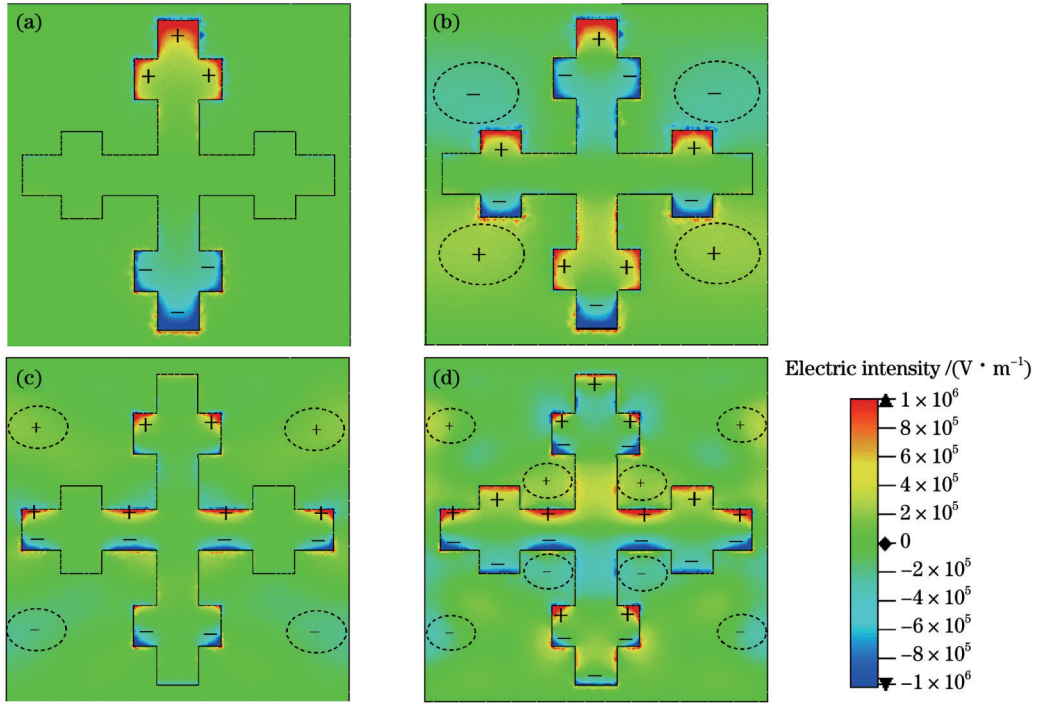 (a)
+
+ +
− −
−
(b)
+
− −
− −
+ +
− −
+ +
+ +
−
(c)
+ +
+ +
+ + + +
− − − −
− −
− −
(d)
+
+ + + +
− −
+ +
+ +
+ + + +
− − − −
− −
− −
+ +
− − − −
−
Electric intensity /(V · m⁻¹)
1 × 10⁶
8 × 10⁵
6 × 10⁵
4 × 10⁵
2 × 10⁵
0
−2 × 10⁵
−4 × 10⁵
−6 × 10⁵
−8 × 10⁵
−1 × 10⁶